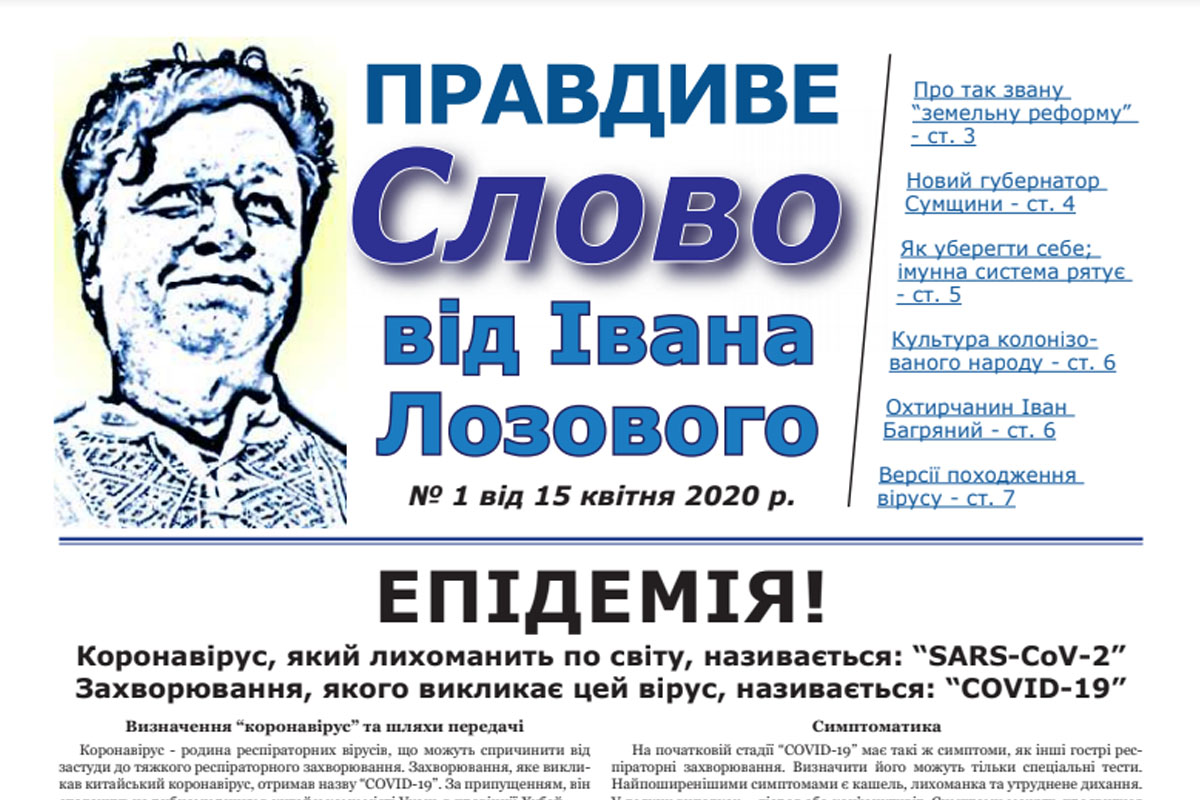 ПРАВДИВЕ
Слово
від Івана
Лозового
№ 1 від 15 квітня 2020 р.
Про так звану
“земельну реформу”
- ст. 3
Новий губернатор
Сумщини - ст. 4
Як уберегти себе;
імунна система рятує
- ст. 5
Культура колонізо-
ваного народу - ст. 6
Охтирчанин Іван
Багряний - ст. 6
Версії походження
вірусу - ст. 7
ЕПІДЕМІЯ!
Коронавірус, який лихоманить по світу, називається: “SARS-CoV-2”
Захворювання, якого викликає цей вірус, називається: “COVID-19”
Визначення “коронавірус” та шляхи передачі
Коронавірус - родина респіраторних вірусів, що можуть спричинити від
застуди до тяжкого респіраторного захворювання. Захворювання, яке викли-
кав китайський коронавірус, отримав назву “COVID-19”. За припущенням, він
Симптоматика
На початковій стадії “COVID-19” має такі ж симптоми, як інші гострі рес-
піраторні захворювання. Визначити його можуть тільки спеціальні тести.
Найпоширенішими симптомами є кашель, лихоманка та утруднене дихання.